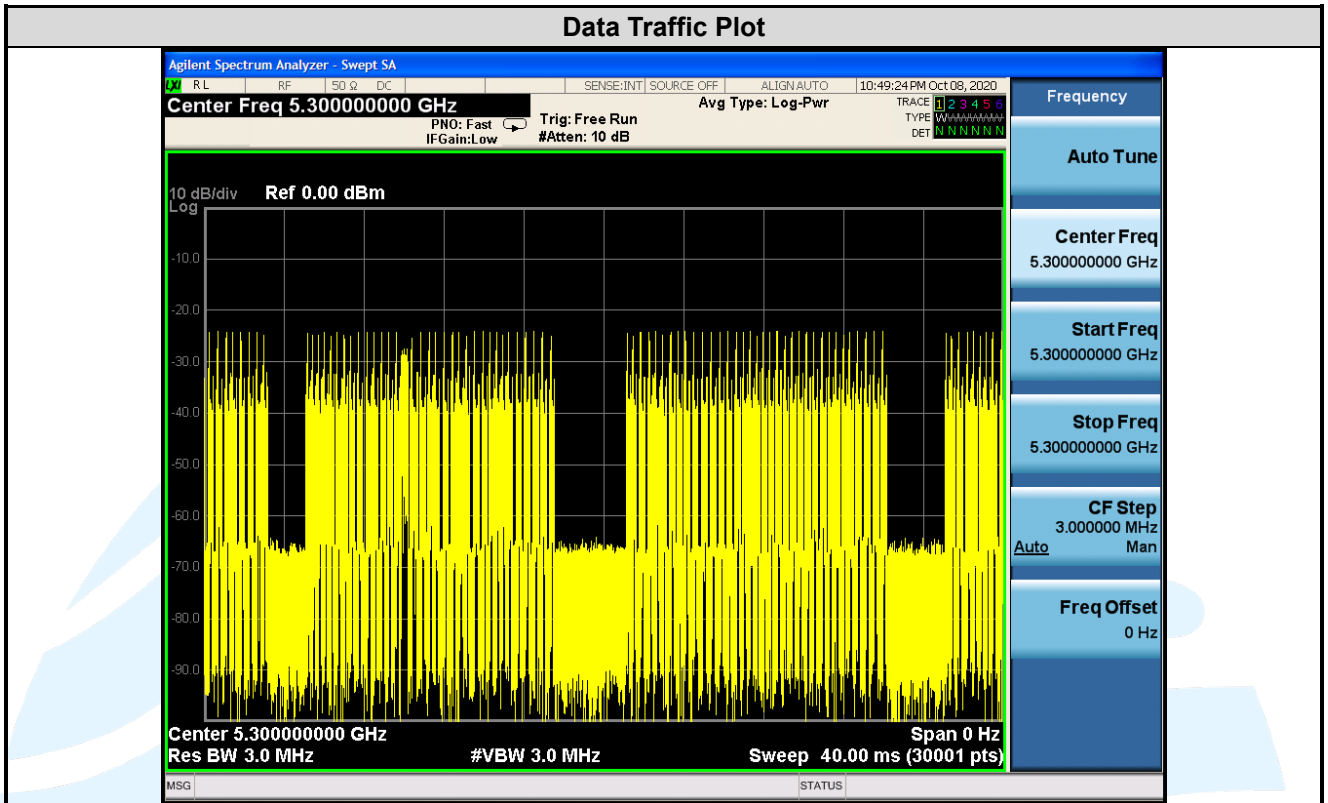 Data Traffic Plot
Agilent Spectrum Analyzer - Swept SA
LXI RL RF 50 Ω DC SENSE:INT SOURCE OFF ALIGN AUTO 10:49:24 PM Oct 08, 2020
Center Freq 5.300000000 GHz
PNO: Fast
IFGain:Low
Trig: Free Run
#Atten: 10 dB
Avg Type: Log-Pwr
TRACE 1 2 3 4 5 6
TYPE WWWWWW
DET N N N N N N
10 dB/div Ref 0.00 dBm
Log
-10.0
-20.0
-30.0
-40.0
-50.0
-60.0
-70.0
-80.0
-90.0
Center 5.300000000 GHz Span 0 Hz
Res BW 3.0 MHz #VBW 3.0 MHz Sweep 40.00 ms (30001 pts)
MSG STATUS
Frequency
Auto Tune
Center Freq
5.300000000 GHz
Start Freq
5.300000000 GHz
Stop Freq
5.300000000 GHz
CF Step
3.000000 MHz
Auto Man
Freq Offset
0 Hz